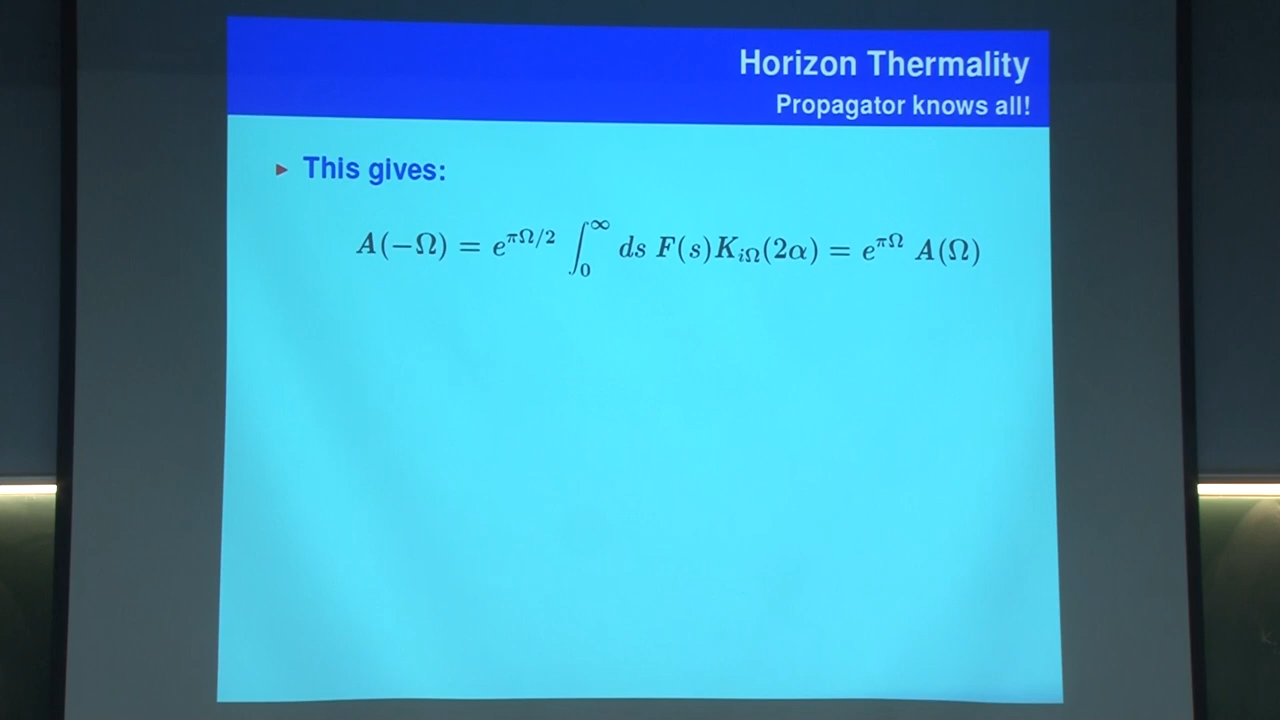 Horizon Thermality
Propagator knows all!
▶ This gives:
A(−Ω) = e^{πΩ/2} ∫_0^∞ ds F(s)K_{iΩ}(2α) = e^{πΩ} A(Ω)